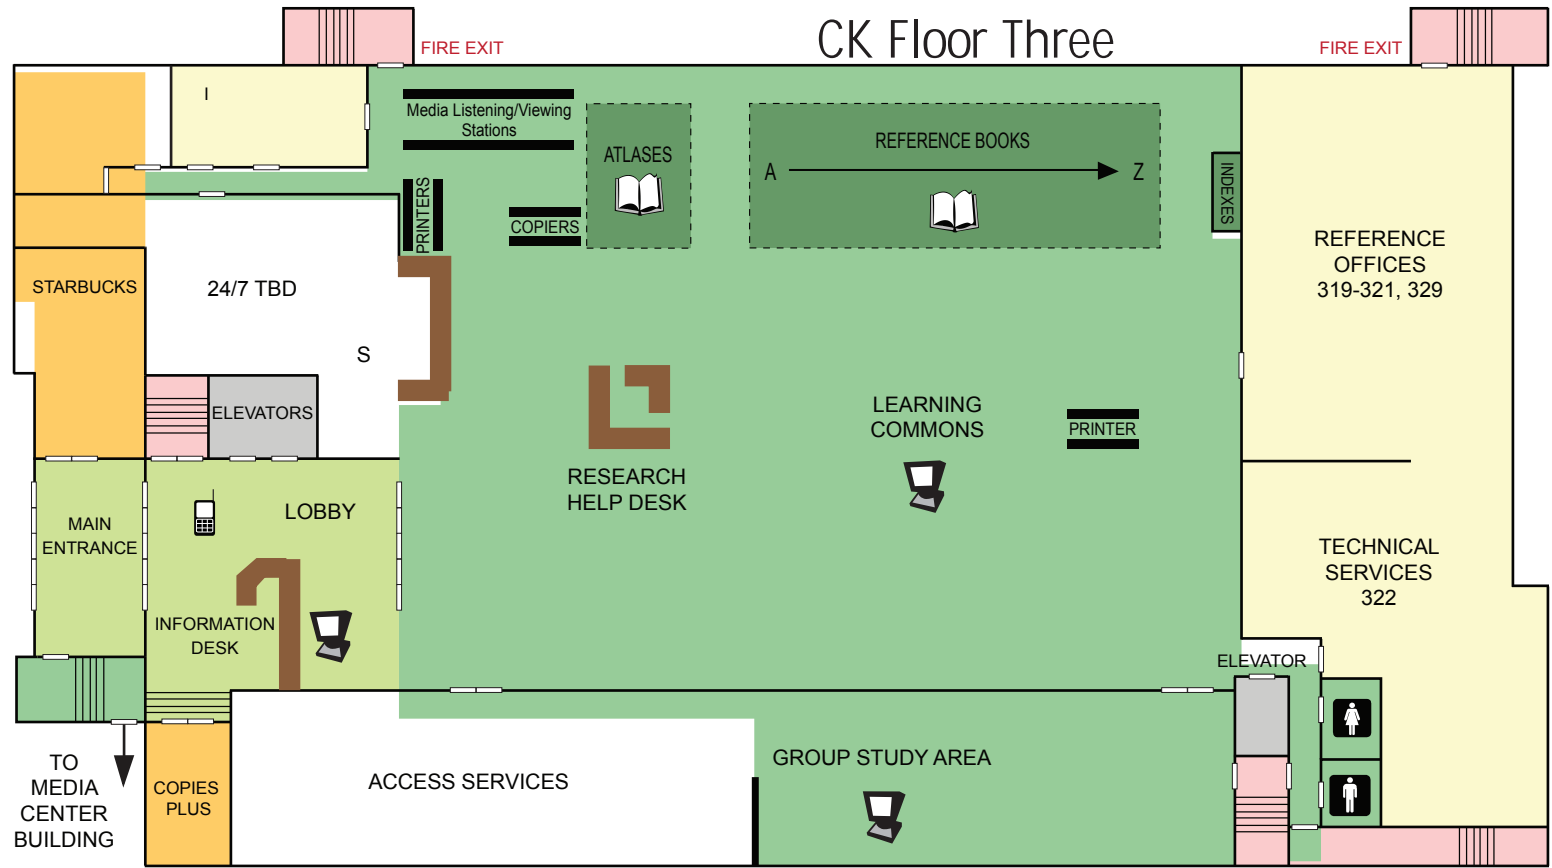 CK Floor Three
FIRE EXIT
FIRE EXIT
I
Media Listening/Viewing
Stations
ATLASES
REFERENCE BOOKS
A
Z
INDEXES
PRINTERS
COPIERS
REFERENCE
OFFICES
319-321, 329
STARBUCKS
24/7 TBD
S
ELEVATORS
LEARNING
COMMONS
PRINTER
RESEARCH
HELP DESK
LOBBY
MAIN
ENTRANCE
TECHNICAL
SERVICES
322
INFORMATION
DESK
ELEVATOR
TO
MEDIA
CENTER
BUILDING
COPIES
PLUS
ACCESS SERVICES
GROUP STUDY AREA